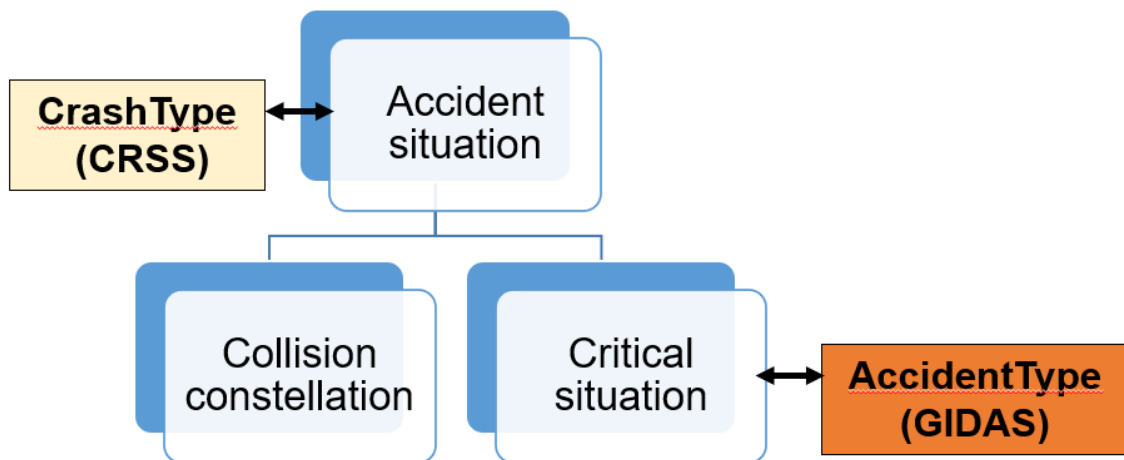 Accident
situation
CrashType
(CRSS)
Collision
constellation
Critical
situation
AccidentType
(GIDAS)